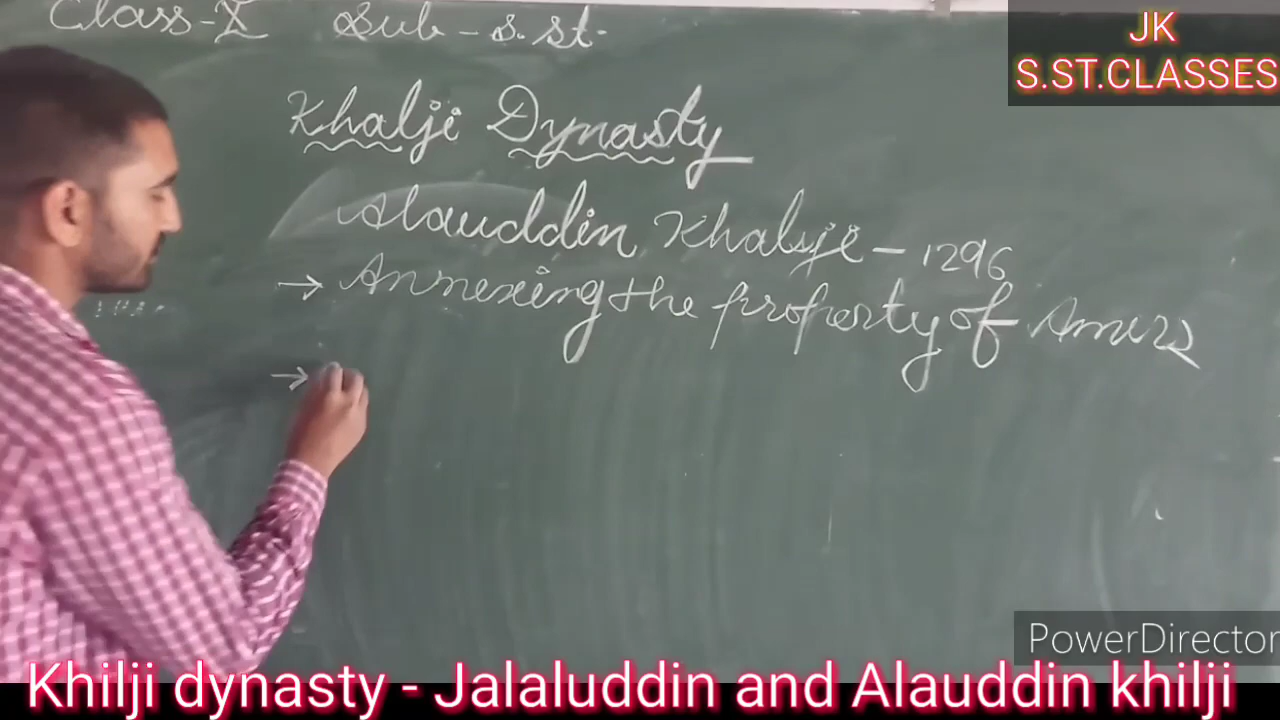 Class-X Sub - s. st.
JK
S.ST.CLASSES
Khalji Dynasty
Alauddin Khalji - 1296
→ Annexing the property of Amirs
→
PowerDirector
Khilji dynasty - Jalaluddin and Alauddin khilji